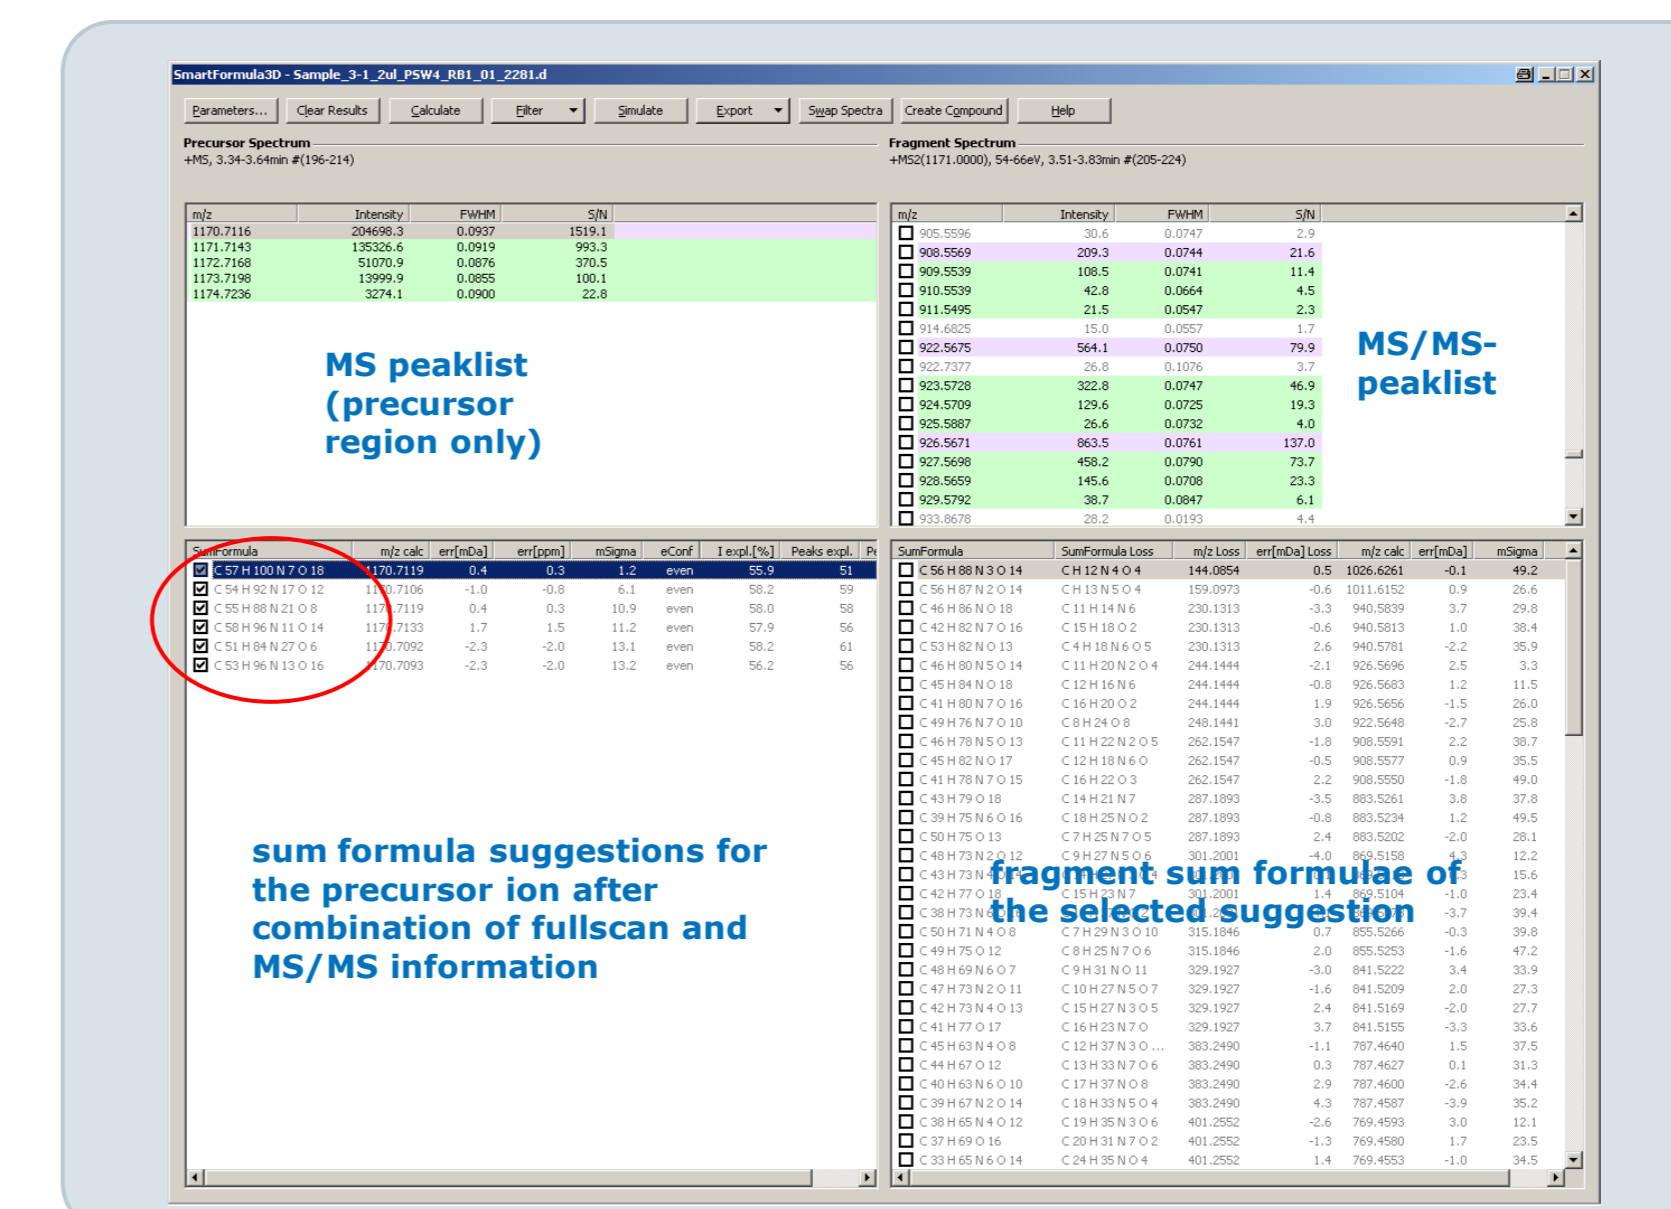 SmartFormula3D - Sample_3-1_2ul_PSW4_RB1_01_2281.d
Parameters... Clear Results Calculate Filter Simulate Export Swap Spectra Create Compound Help
Precursor Spectrum
+MS, 3.34-3.64min #(196-214)
m/z Intensity FWHM S/N
1170.7116 204698.3 0.0937 1519.1
1171.7143 135326.6 0.0919 993.3
1172.7168 51070.9 0.0876 370.5
1173.7198 13999.9 0.0855 100.1
1174.7236 3274.1 0.0900 22.8
MS peaklist
(precursor
region only)
Fragment Spectrum
+MS2(1171.0000), 54-66eV, 3.51-3.83min #(205-224)
m/z Intensity FWHM S/N
905.5596 30.6 0.0747 2.9
908.5569 209.3 0.0744 21.6
909.5539 108.5 0.0741 11.4
910.5539 42.8 0.0664 4.5
911.5495 21.5 0.0547 2.3
914.6825 15.0 0.0557 1.7
922.5675 564.1 0.0750 79.9
922.7377 26.8 0.1076 3.7
923.5728 322.8 0.0747 46.9
924.5709 129.6 0.0725 19.3
925.5887 26.6 0.0732 4.0
926.5671 863.5 0.0761 137.0
927.5698 458.2 0.0790 73.7
928.5659 145.6 0.0708 23.3
929.5792 38.7 0.0847 6.1
933.8678 28.2 0.0193 4.4
MS/MS-
peaklist
SumFormula m/z calc err[mDa] err[ppm] mSigma eConf I expl.[%] Peaks expl. Pe
C 57 H 100 N 7 O 18 1170.7119 0.4 0.3 1.2 even 55.9 51
C 54 H 92 N 17 O 12 1170.7106 -1.0 -0.8 6.1 even 58.2 59
C 55 H 88 N 21 O 8 1170.7119 0.4 0.3 10.9 even 58.0 58
C 58 H 96 N 11 O 14 1170.7133 1.7 1.5 11.2 even 57.9 56
C 51 H 84 N 27 O 6 1170.7092 -2.3 -2.0 13.1 even 58.2 61
C 53 H 96 N 13 O 16 1170.7093 -2.3 -2.0 13.2 even 56.2 56
sum formula suggestions for
the precursor ion after
combination of fullscan and
MS/MS information
SumFormula SumFormula Loss m/z Loss err[mDa] Loss m/z calc err[mDa] mSigma
C 56 H 88 N 3 O 14 C H 12 N 4 O 4 144.0854 0.5 1026.6261 -0.1 49.2
C 56 H 87 N 2 O 14 C H 13 N 5 O 4 159.0973 -0.6 1011.6152 0.9 26.6
C 46 H 86 N O 18 C 11 H 14 N 6 230.1313 -3.3 940.5839 3.7 29.8
C 42 H 82 N 7 O 16 C 15 H 18 O 2 230.1313 -0.6 940.5813 1.0 38.4
C 53 H 82 N O 13 C 4 H 18 N 6 O 5 230.1313 2.6 940.5781 -2.2 35.9
C 46 H 80 N 5 O 14 C 11 H 20 N 2 O 4 244.1444 -2.1 926.5696 2.5 3.3
C 45 H 84 N O 18 C 12 H 16 N 6 244.1444 -0.8 926.5683 1.2 11.5
C 41 H 80 N 7 O 16 C 16 H 20 O 2 244.1444 1.9 926.5656 -1.5 26.0
C 49 H 76 N 7 O 10 C 8 H 24 O 8 248.1441 3.0 922.5648 -2.7 25.8
C 46 H 78 N 5 O 13 C 11 H 22 N 2 O 5 262.1547 -1.8 908.5591 2.2 38.7
C 45 H 82 N O 17 C 12 H 18 N 6 O 262.1547 -0.5 908.5577 0.9 35.5
C 41 H 78 N 7 O 15 C 16 H 22 O 3 262.1547 2.2 908.5550 -1.8 49.0
C 43 H 79 O 18 C 14 H 21 N 7 287.1893 -3.5 883.5261 3.8 37.8
C 39 H 75 N 6 O 16 C 18 H 25 N O 2 287.1893 -0.8 883.5234 1.2 49.5
C 50 H 75 O 13 C 7 H 25 N 7 O 5 287.1893 2.4 883.5202 -2.0 28.1
C 48 H 73 N 2 O 12 C 9 H 27 N 5 O 6 301.2001 -4.0 869.5158 4.3 12.2
C 43 H 73 N 4 15.6
C 42 H 77 O 18 C 15 H 23 N 7 301.2001 1.4 869.5104 -1.0 23.4
C 38 H 73 N 6 -3.7 39.4
fragment sum formulae of
the selected suggestion
C 50 H 71 N 4 O 8 C 7 H 29 N 3 O 10 315.1846 0.7 855.5266 -0.3 39.8
C 49 H 75 O 12 C 8 H 25 N 7 O 6 315.1846 2.0 855.5253 -1.6 47.2
C 48 H 69 N 6 O 7 C 9 H 31 N O 11 329.1927 -3.0 841.5222 3.4 33.9
C 47 H 73 N 2 O 11 C 10 H 27 N 5 O 7 329.1927 -1.6 841.5209 2.0 27.3
C 42 H 73 N 4 O 13 C 15 H 27 N 3 O 5 329.1927 2.4 841.5169 -2.0 27.7
C 41 H 77 O 17 C 16 H 23 N 7 O 329.1927 3.7 841.5155 -3.3 33.6
C 45 H 63 N 4 O 8 C 12 H 37 N 3 O ... 383.2490 -1.1 787.4640 1.5 37.5
C 44 H 67 O 12 C 13 H 33 N 7 O 6 383.2490 0.3 787.4627 0.1 31.3
C 40 H 63 N 6 O 10 C 17 H 37 N O 8 383.2490 2.9 787.4600 -2.6 34.4
C 39 H 67 N 2 O 14 C 18 H 33 N 5 O 4 383.2490 4.3 787.4587 -3.9 35.2
C 38 H 65 N 4 O 12 C 19 H 35 N 3 O 6 401.2552 -2.6 769.4593 3.0 12.1
C 37 H 69 O 16 C 20 H 31 N 7 O 2 401.2552 -1.3 769.4580 1.7 23.5
C 33 H 65 N 6 O 14 C 24 H 35 N O 4 401.2552 1.4 769.4553 -1.0 34.5